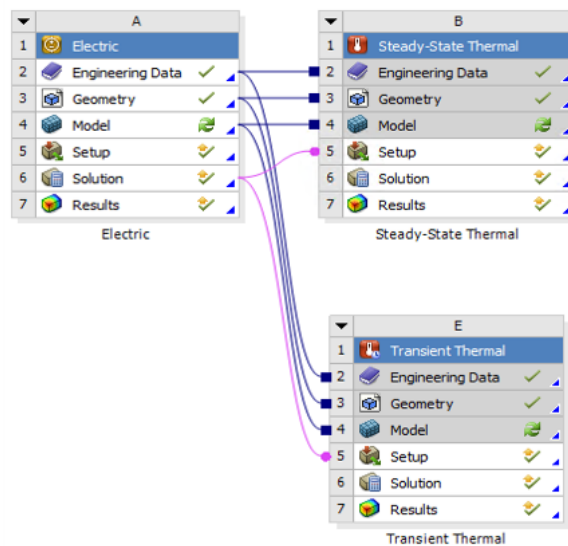 A
1 Electric
2 Engineering Data
3 Geometry
4 Model
5 Setup
6 Solution
7 Results
Electric
B
1 Steady-State Thermal
2 Engineering Data
3 Geometry
4 Model
5 Setup
6 Solution
7 Results
Steady-State Thermal
E
1 Transient Thermal
2 Engineering Data
3 Geometry
4 Model
5 Setup
6 Solution
7 Results
Transient Thermal